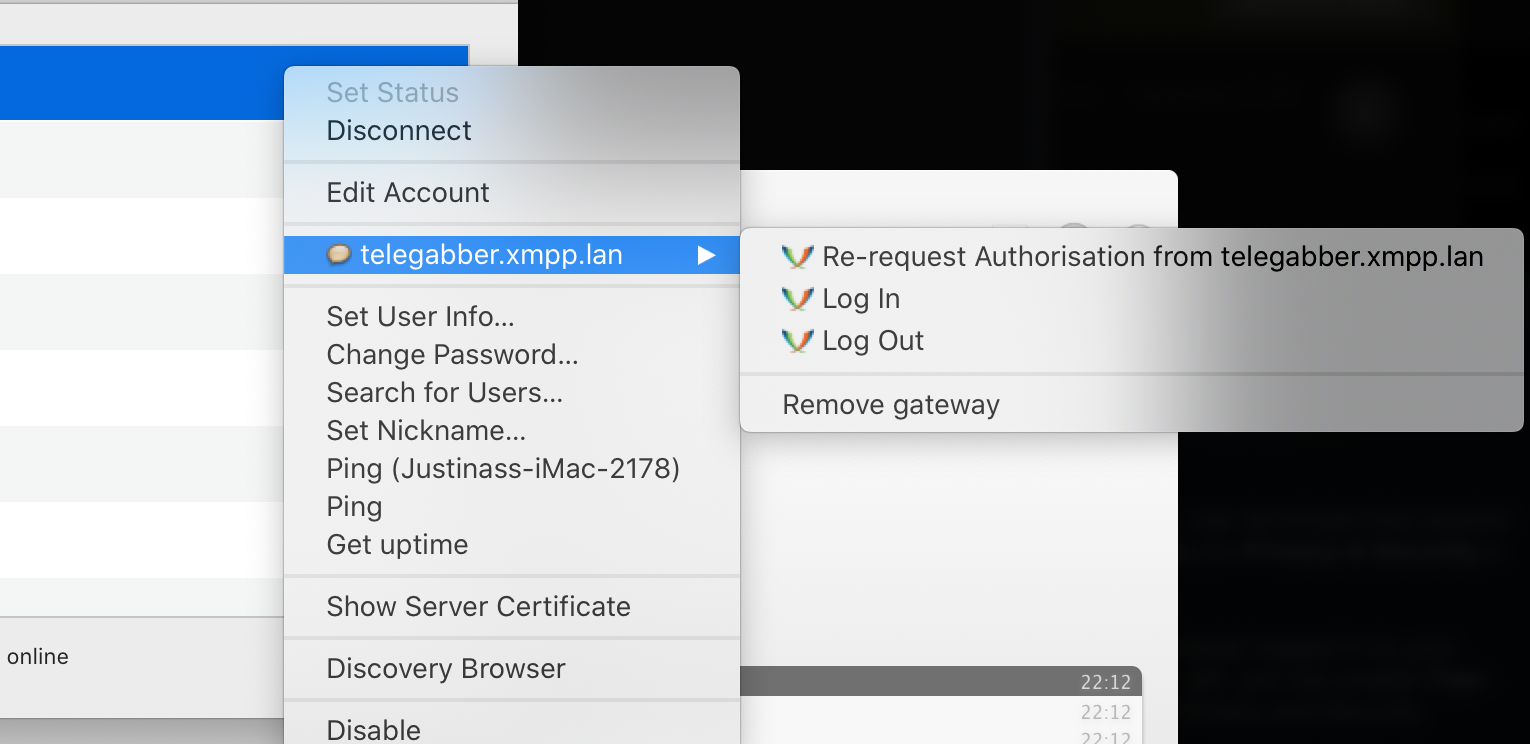 Set Status
Disconnect
Edit Account
telegabber.xmpp.lan
Re-request Authorisation from telegabber.xmpp.lan
Log In
Log Out
Remove gateway
Set User Info...
Change Password...
Search for Users...
Set Nickname...
Ping (Justinass-iMac-2178)
Ping
Get uptime
Show Server Certificate
Discovery Browser
Disable
online
22:12
22:12
22:12